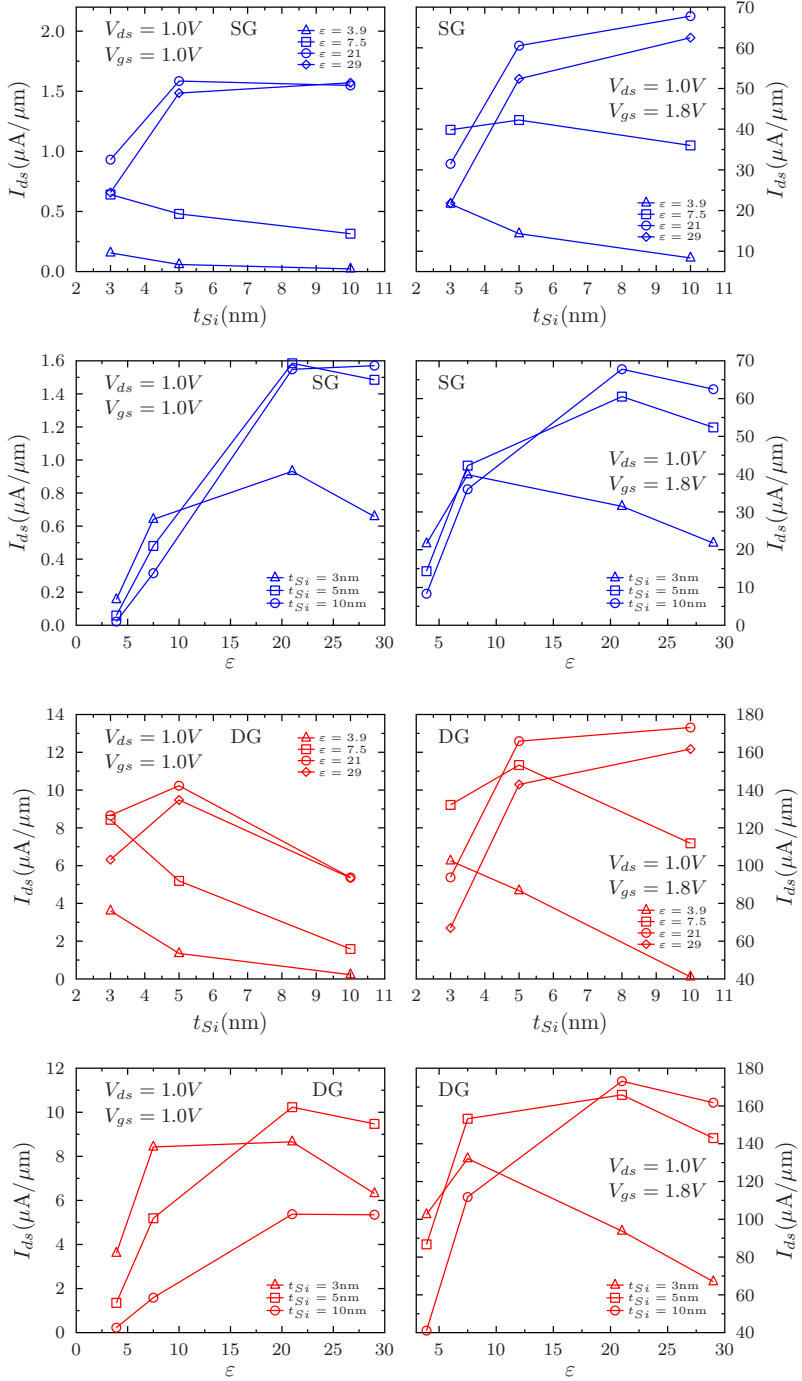 V_ds = 1.0V SG
V_gs = 1.0V
ε = 3.9
ε = 7.5
ε = 21
ε = 29
I_ds(µA/µm)
0.0 0.5 1.0 1.5 2.0
2 3 4 5 6 7 8 9 10 11
t_Si(nm)
SG
V_ds = 1.0V
V_gs = 1.8V
ε = 3.9
ε = 7.5
ε = 21
ε = 29
I_ds(µA/µm)
10 20 30 40 50 60 70
2 3 4 5 6 7 8 9 10 11
t_Si(nm)
V_ds = 1.0V
V_gs = 1.0V SG
t_Si = 3nm
t_Si = 5nm
t_Si = 10nm
I_ds(µA/µm)
0.0 0.2 0.4 0.6 0.8 1.0 1.2 1.4 1.6
0 5 10 15 20 25 30
ε
SG
V_ds = 1.0V
V_gs = 1.8V
t_Si = 3nm
t_Si = 5nm
t_Si = 10nm
I_ds(µA/µm)
0 10 20 30 40 50 60 70
5 10 15 20 25 30
ε
V_ds = 1.0V DG
V_gs = 1.0V
ε = 3.9
ε = 7.5
ε = 21
ε = 29
I_ds(µA/µm)
0 2 4 6 8 10 12 14
2 3 4 5 6 7 8 9 10 11
t_Si(nm)
DG
V_ds = 1.0V
V_gs = 1.8V
ε = 3.9
ε = 7.5
ε = 21
ε = 29
I_ds(µA/µm)
40 60 80 100 120 140 160 180
2 3 4 5 6 7 8 9 10 11
t_Si(nm)
V_ds = 1.0V DG
V_gs = 1.0V
t_Si = 3nm
t_Si = 5nm
t_Si = 10nm
I_ds(µA/µm)
0 2 4 6 8 10 12
0 5 10 15 20 25 30
ε
DG
V_ds = 1.0V
V_gs = 1.8V
t_Si = 3nm
t_Si = 5nm
t_Si = 10nm
I_ds(µA/µm)
40 60 80 100 120 140 160 180
5 10 15 20 25 30
ε